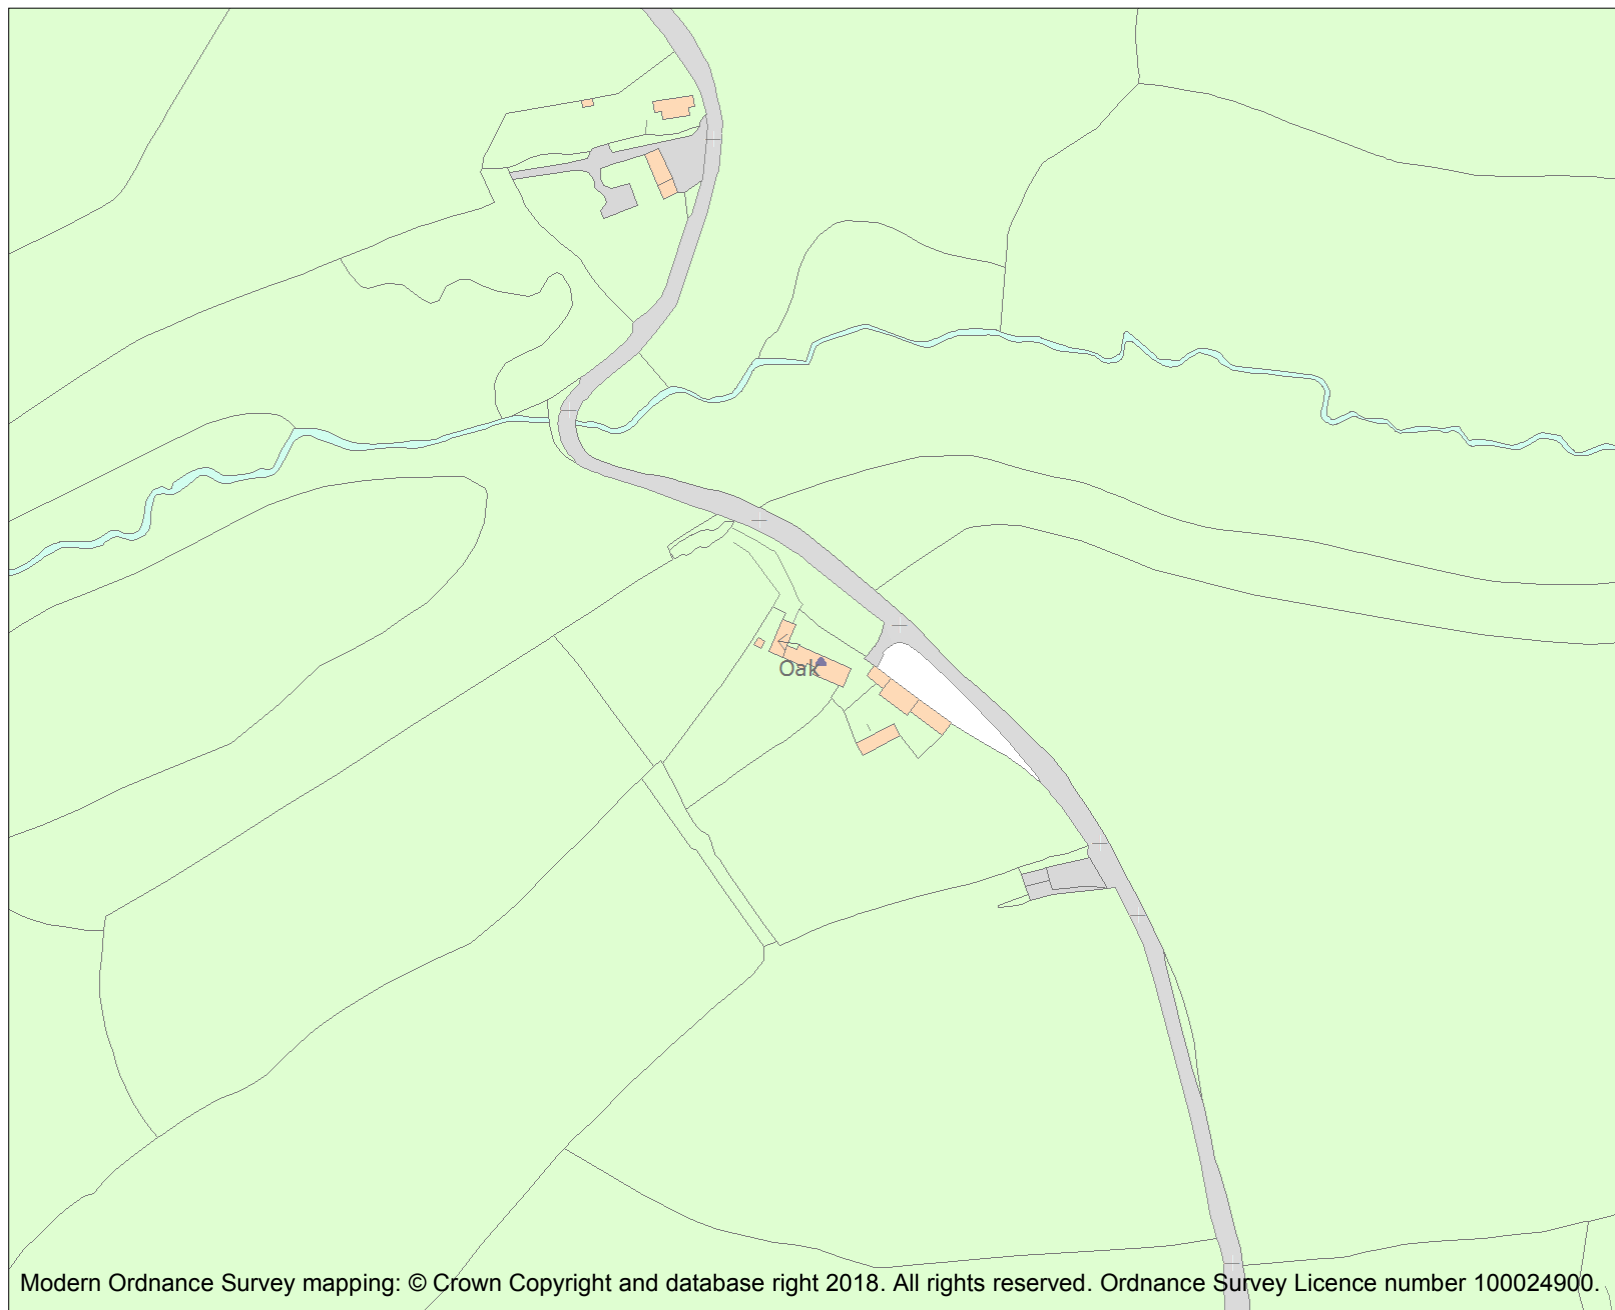 Oak
Modern Ordnance Survey mapping: © Crown Copyright and database right 2018. All rights reserved. Ordnance Survey Licence number 100024900.